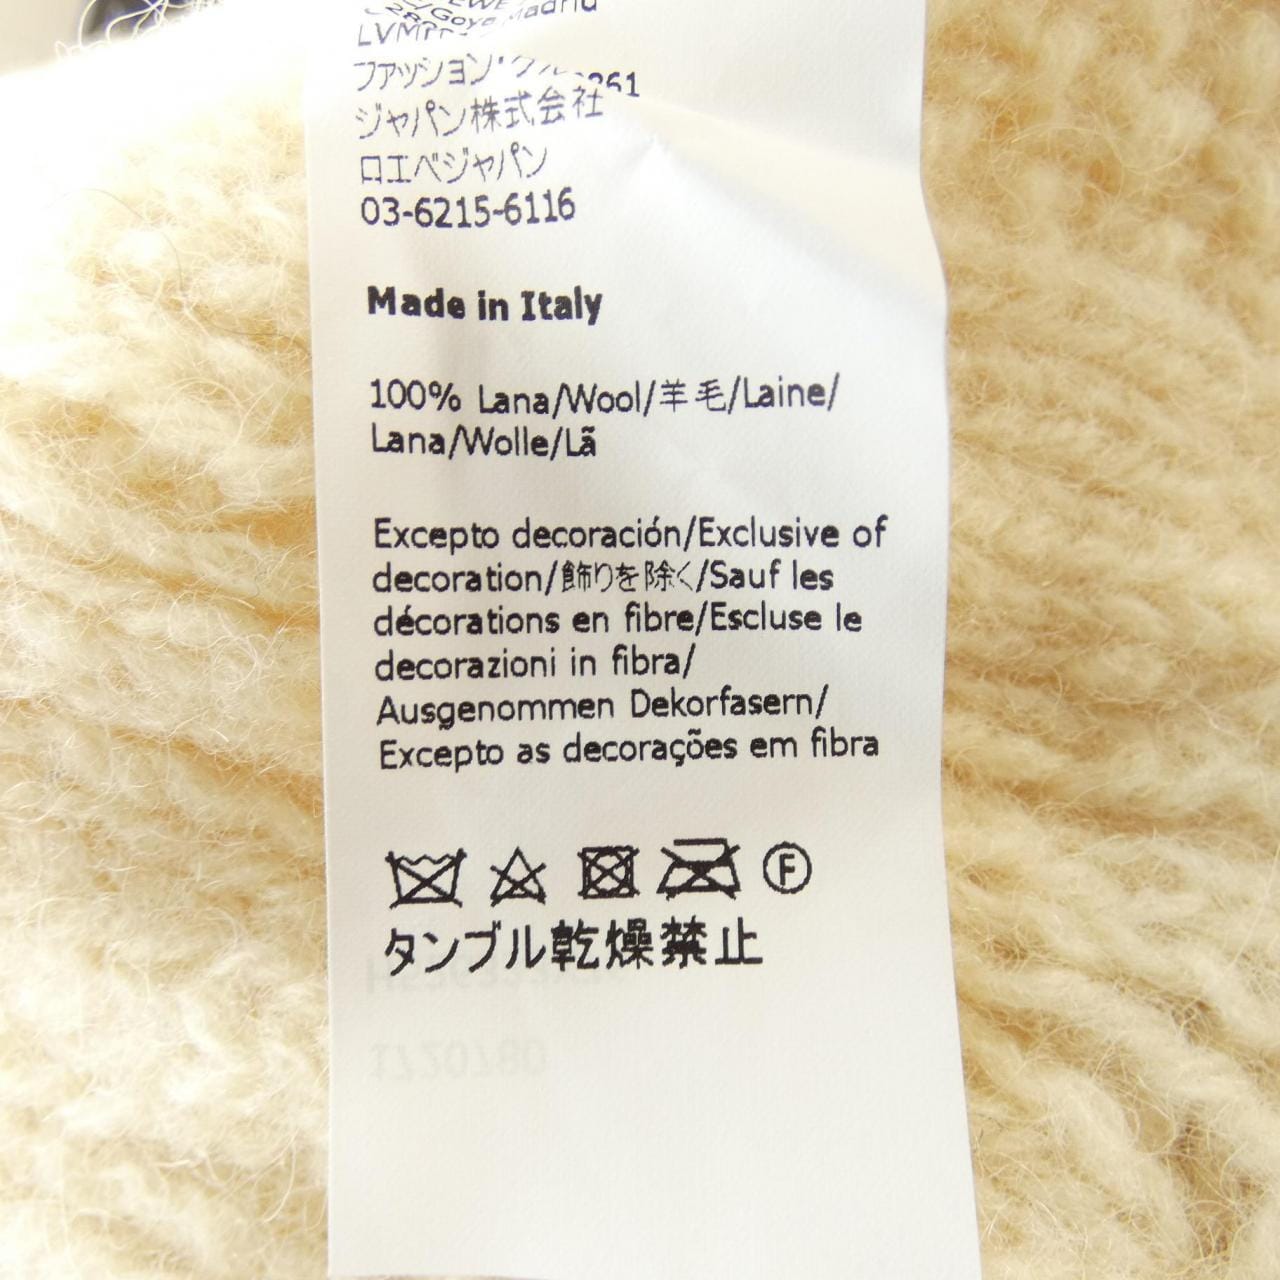 Goya Madrid
LVM
ファッション・グル
ジャパン株式会社
ロエベジャパン
03-6215-6116
Made in Italy
100% Lana/Wool/羊毛/Laine/
Lana/Wolle/Lã
Excepto decoración/Exclusive of
decoration/飾りを除く/Sauf les
décorations en fibre/Escluse le
decorazioni in fibra/
Ausgenommen Dekorfasern/
Excepto as decorações em fibra
F
タンブル乾燥禁止